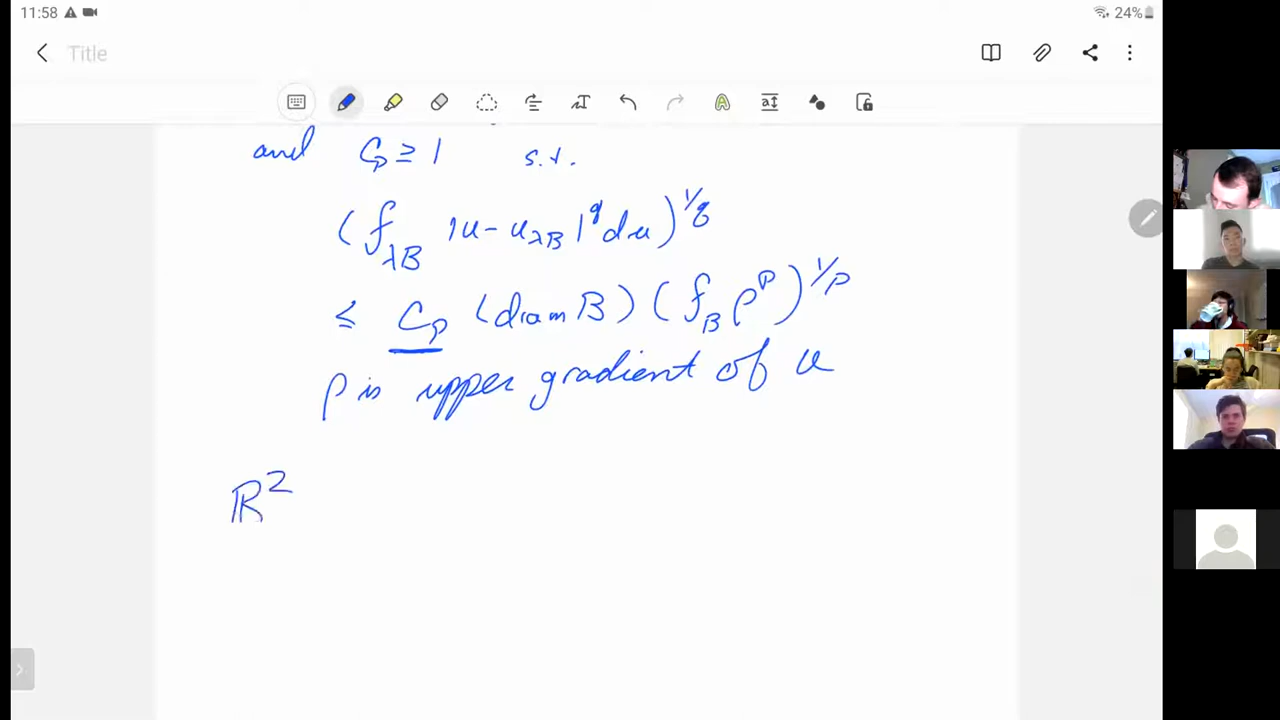 11:58
24%
Title
and C_p ≥ 1 s.t.
(⨍_{λB} |u - u_{λB}|^q dμ)^{1/q}
≤ C_p (diam B) (⨍_B ρ^p)^{1/p}
ρ is upper gradient of u
ℝ^2